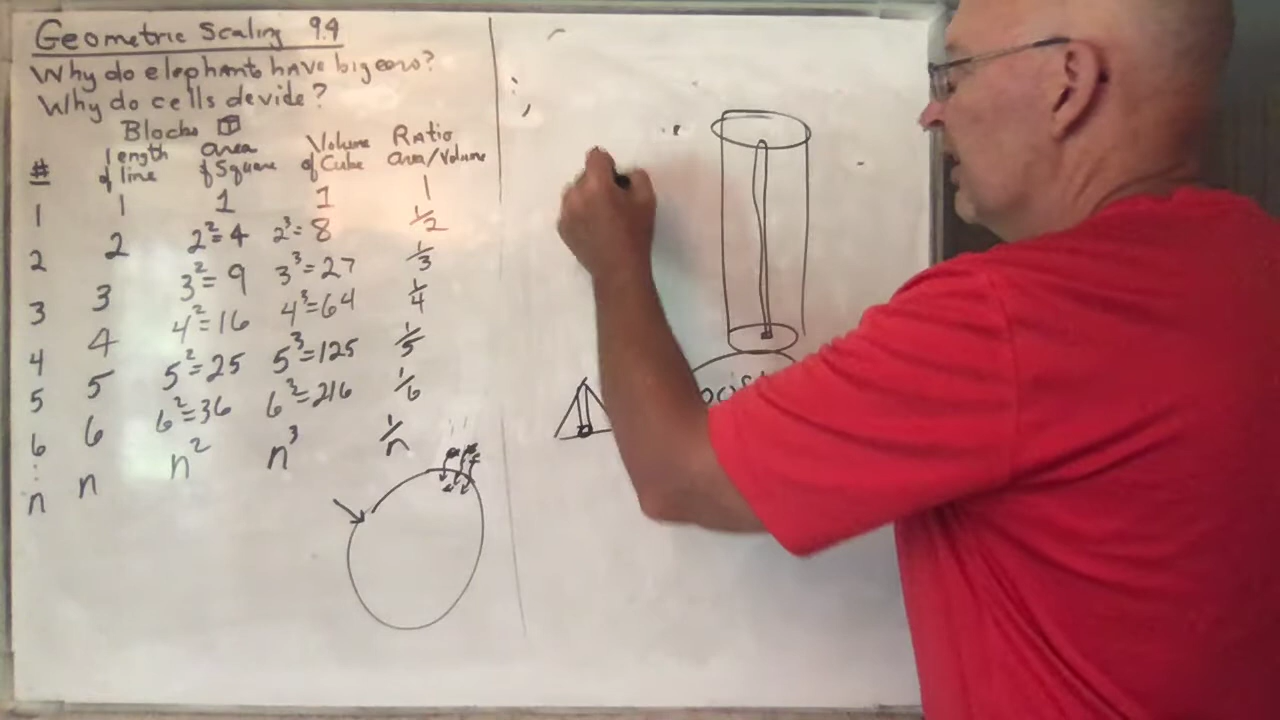 Geometric Scaling 9.4
Why do elephants have big ears?
Why do cells devide?
Blocks
# length of line area of Square Volume of Cube Ratio area/Volume
1 1 1 1 1
2 2 2²=4 2³=8 1/2
3 3 3²=9 3³=27 1/3
4 4 4²=16 4³=64 1/4
5 5 5²=25 5³=125 1/5
6 6 6²=36 6³=216 1/6
⋮
n n n² n³ 1/n